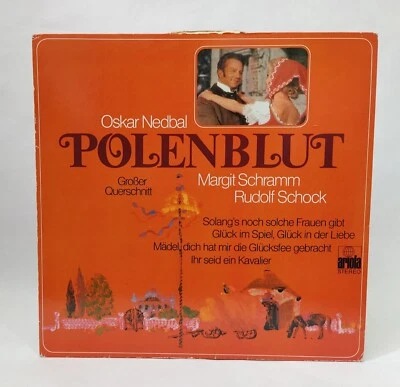 Oskar Nedbal
POLENBLUT
Großer
Querschnitt
Margit Schramm
Rudolf Schock
Solang's noch solche Frauen gibt
Glück im Spiel, Glück in der Liebe
Mädel, dich hat mir die Glücksfee gebracht
Ihr seid ein Kavalier
ariola
STEREO